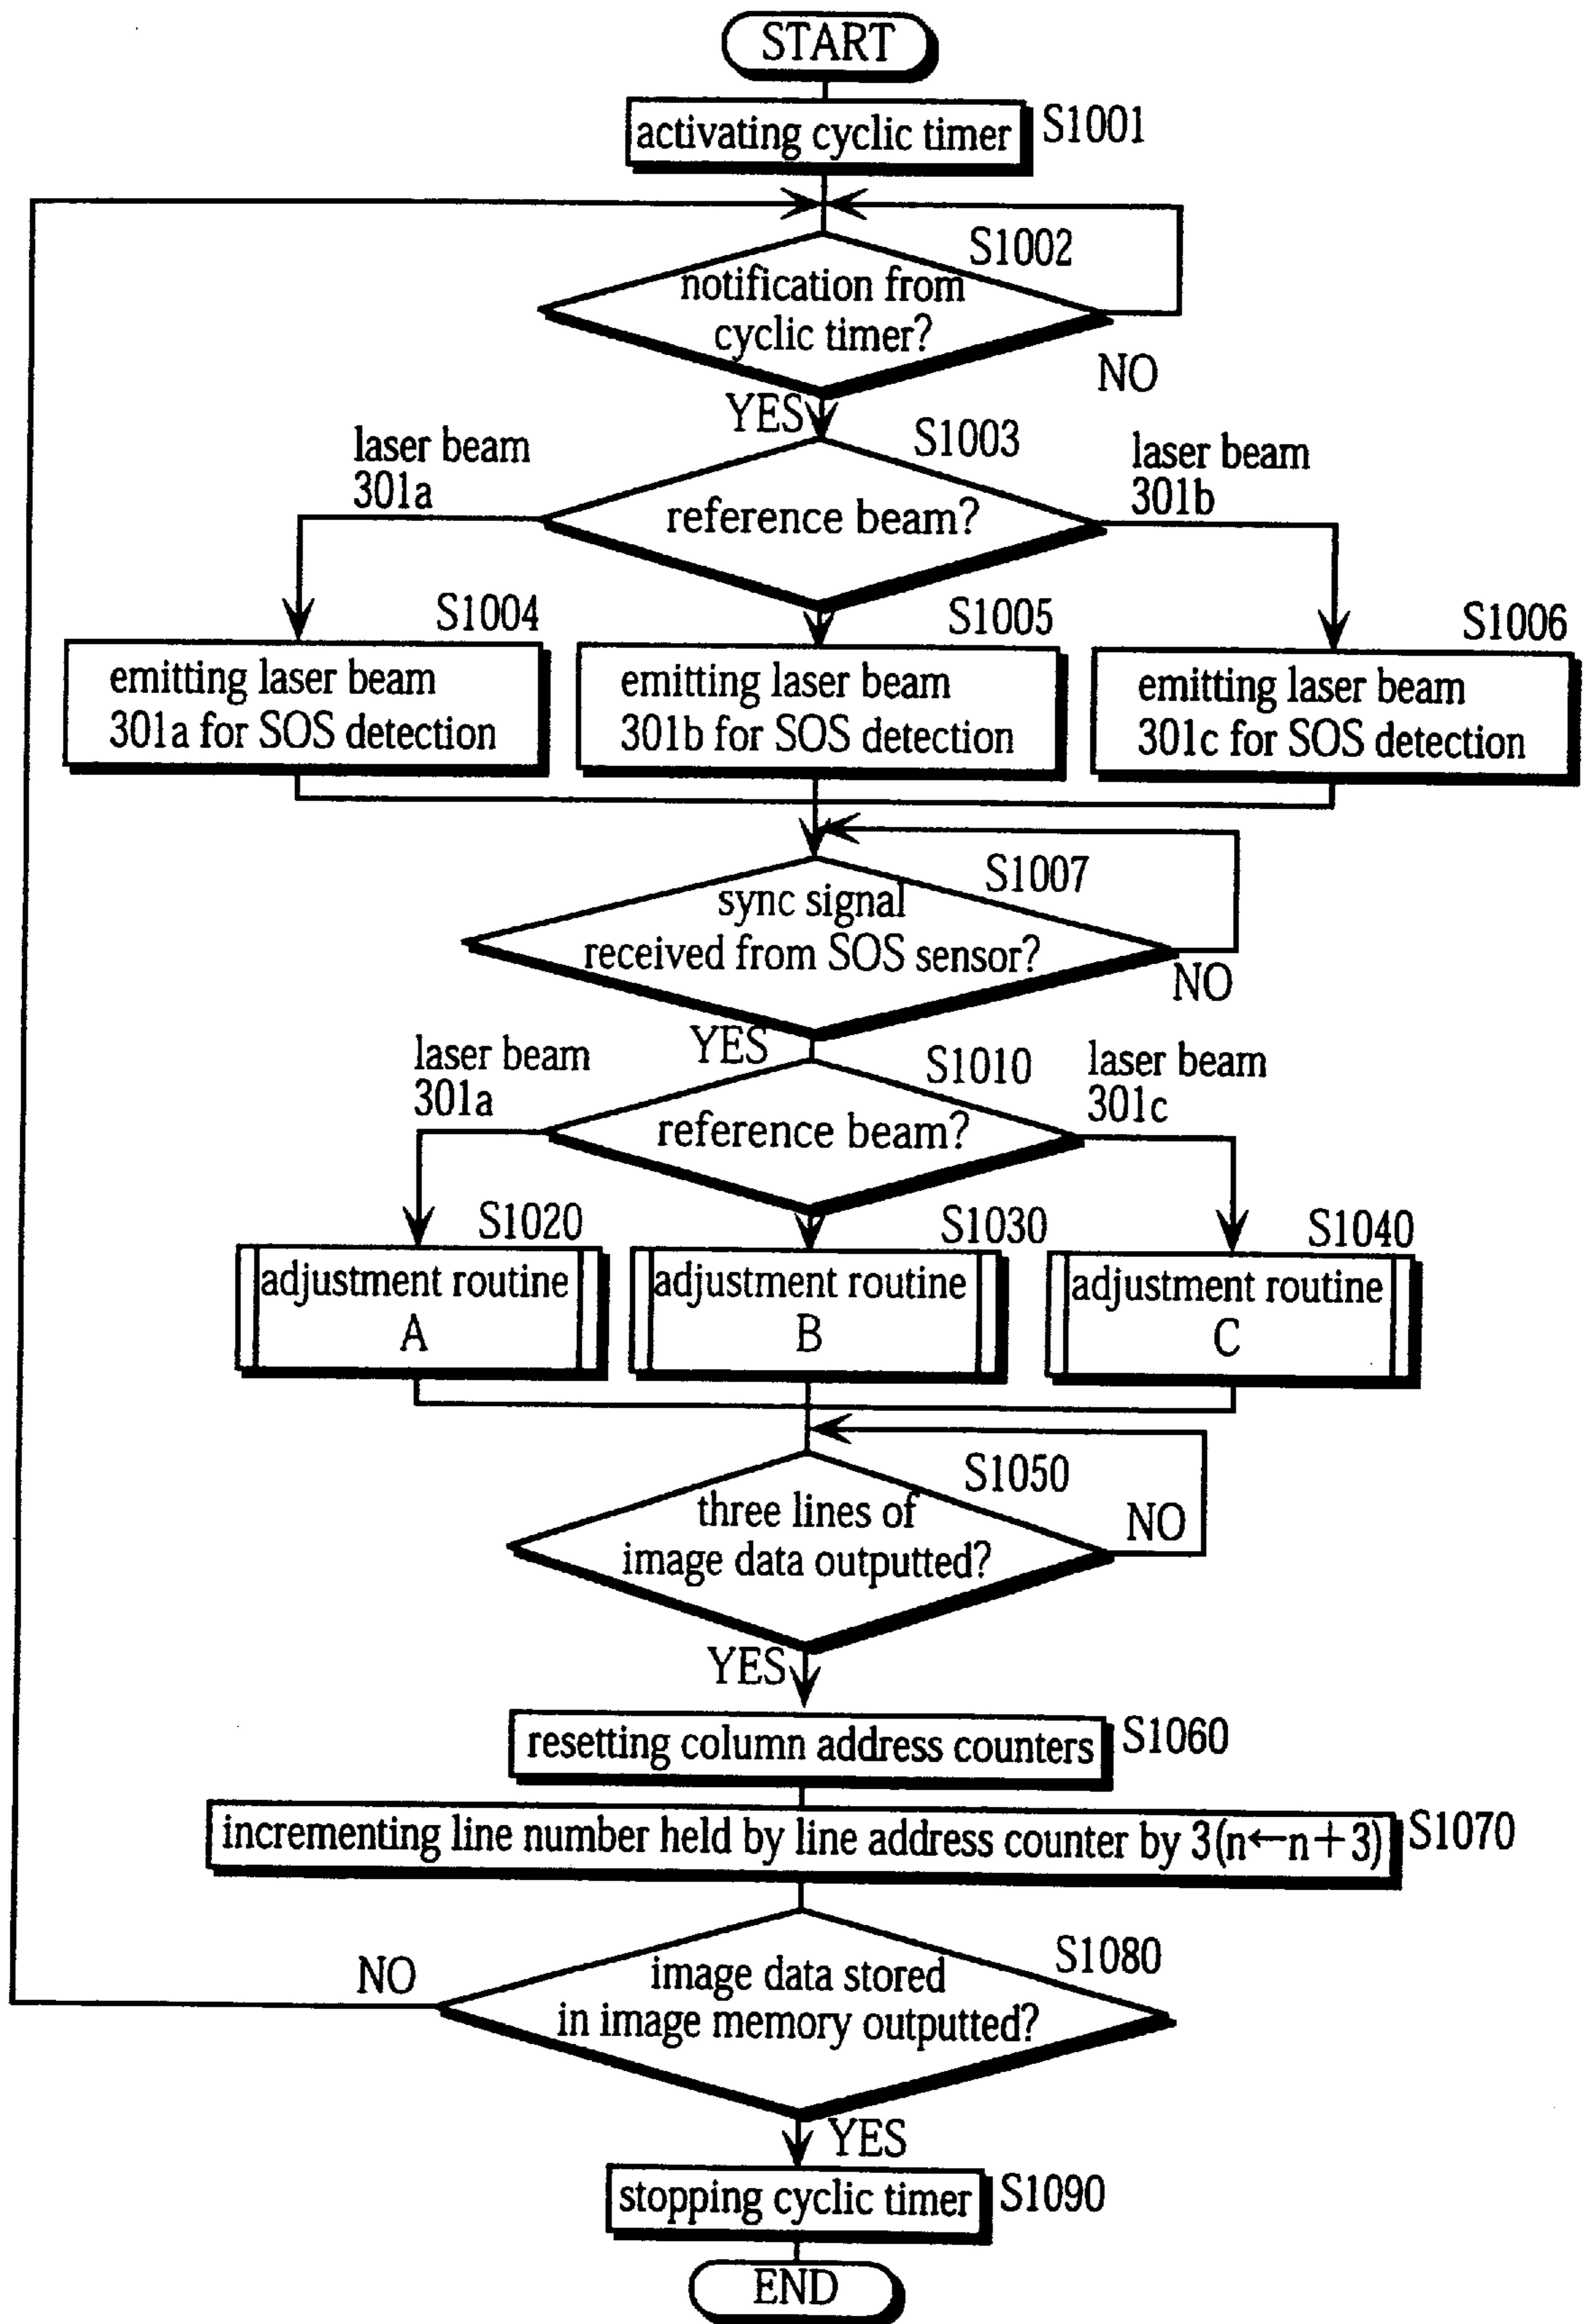 START
activating cyclic timer
S1001
S1002
notification from
cyclic timer?
NO
YES
S1003
laser beam
301a
laser beam
301b
reference beam?
S1004
S1005
S1006
emitting laser beam
301a for SOS detection
emitting laser beam
301b for SOS detection
emitting laser beam
301c for SOS detection
S1007
sync signal
received from SOS sensor?
NO
YES
S1010
laser beam
301a
laser beam
301c
reference beam?
S1020
S1030
S1040
adjustment routine
A
adjustment routine
B
adjustment routine
C
S1050
three lines of
image data outputted?
NO
YES
resetting column address counters
S1060
incrementing line number held by line address counter by 3(n←n+3)
S1070
S1080
NO
image data stored
in image memory outputted?
YES
stopping cyclic timer
S1090
END